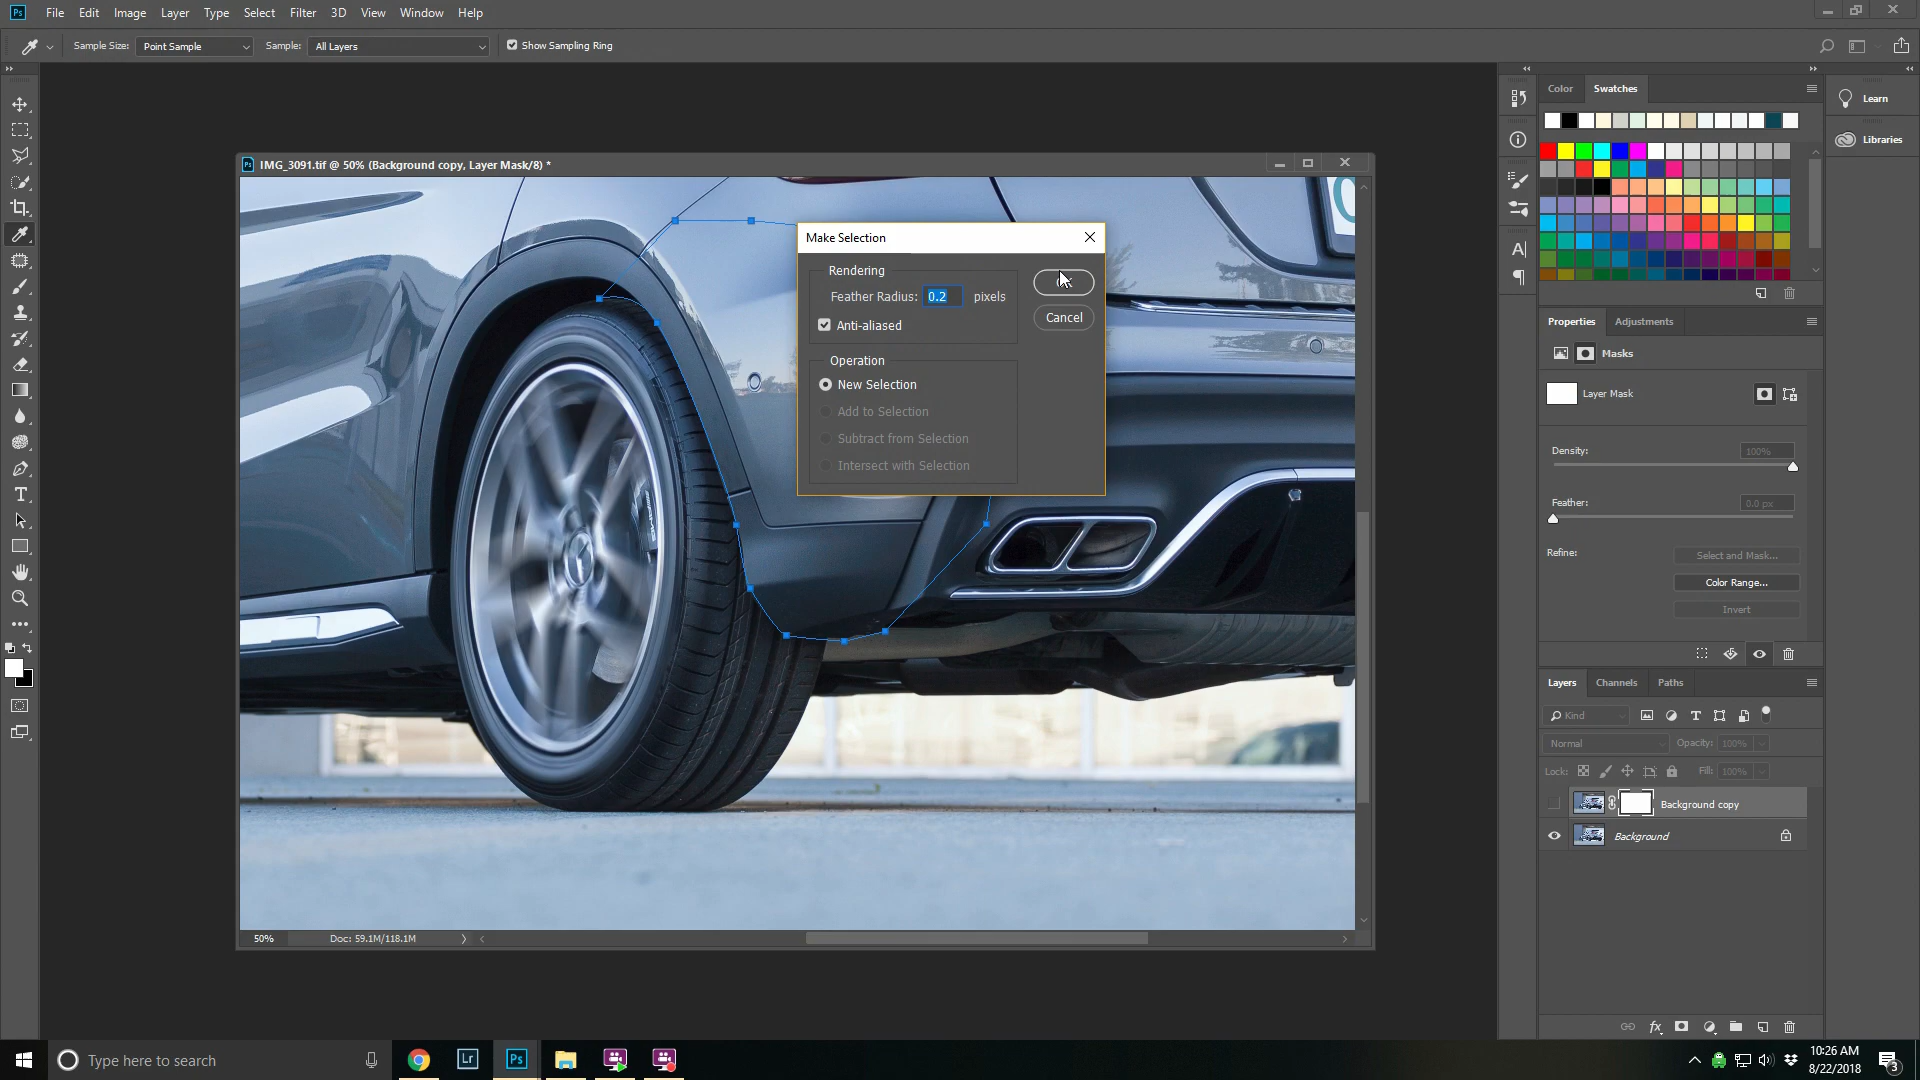 Ps File Edit Image Layer Type Select Filter 3D View Window Help
Sample Size: Point Sample Sample: All Layers Show Sampling Ring
Color Swatches
Learn
Libraries
IMG_3091.tif @ 50% (Background copy, Layer Mask/8) *
Make Selection
Rendering
Feather Radius: 0.2 pixels
Anti-aliased
Cancel
Operation
New Selection
Add to Selection
Subtract from Selection
Intersect with Selection
Properties Adjustments
Masks
Layer Mask
Density: 100%
Feather: 0.0 px
Refine:
Select and Mask...
Color Range...
Invert
Layers Channels Paths
Kind
Normal Opacity: 100%
Lock: Fill: 100%
Background copy
Background
50% Doc: 59.1M/118.1M
Type here to search
Lr
Ps
10:26 AM
8/22/2018
3